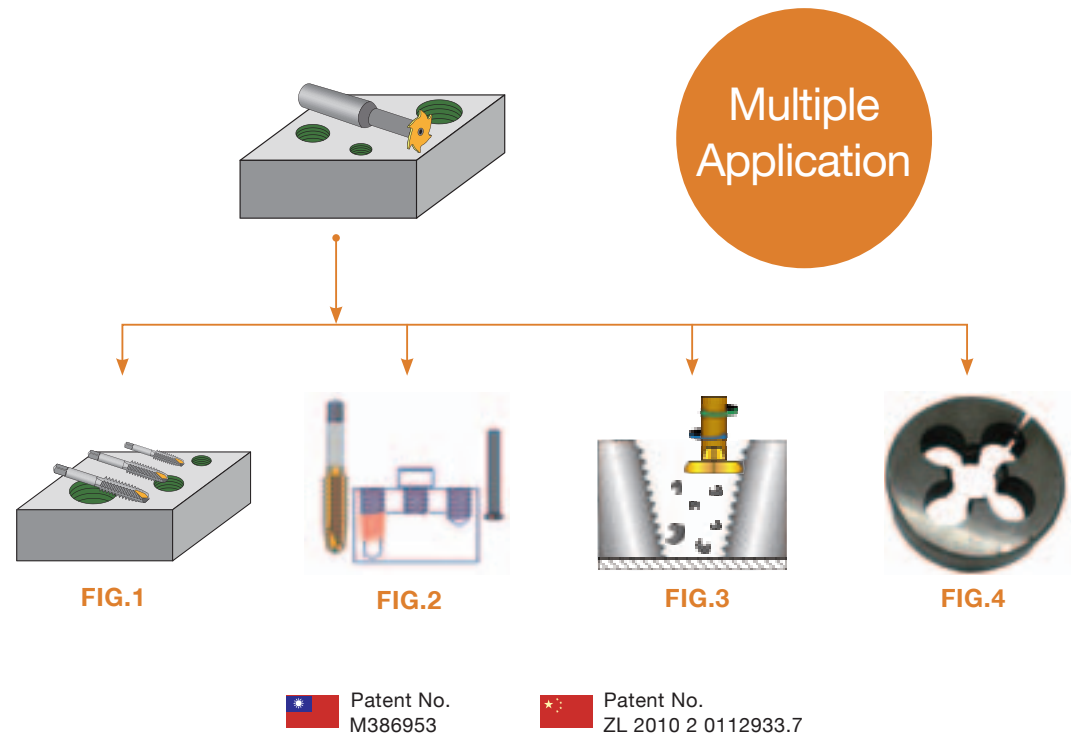 Multiple
Application
FIG.1
FIG.2
FIG.3
FIG.4
Patent No.
M386953
Patent No.
ZL 2010 2 0112933.7